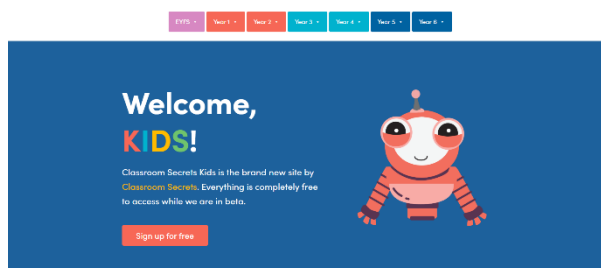 EYFS Year 1 Year 2 Year 3 Year 4 Year 5 Year 6
Welcome,
KIDS!
Classroom Secrets Kids is the brand new site by
Classroom Secrets. Everything is completely free
to access while we are in beta.
Sign up for free